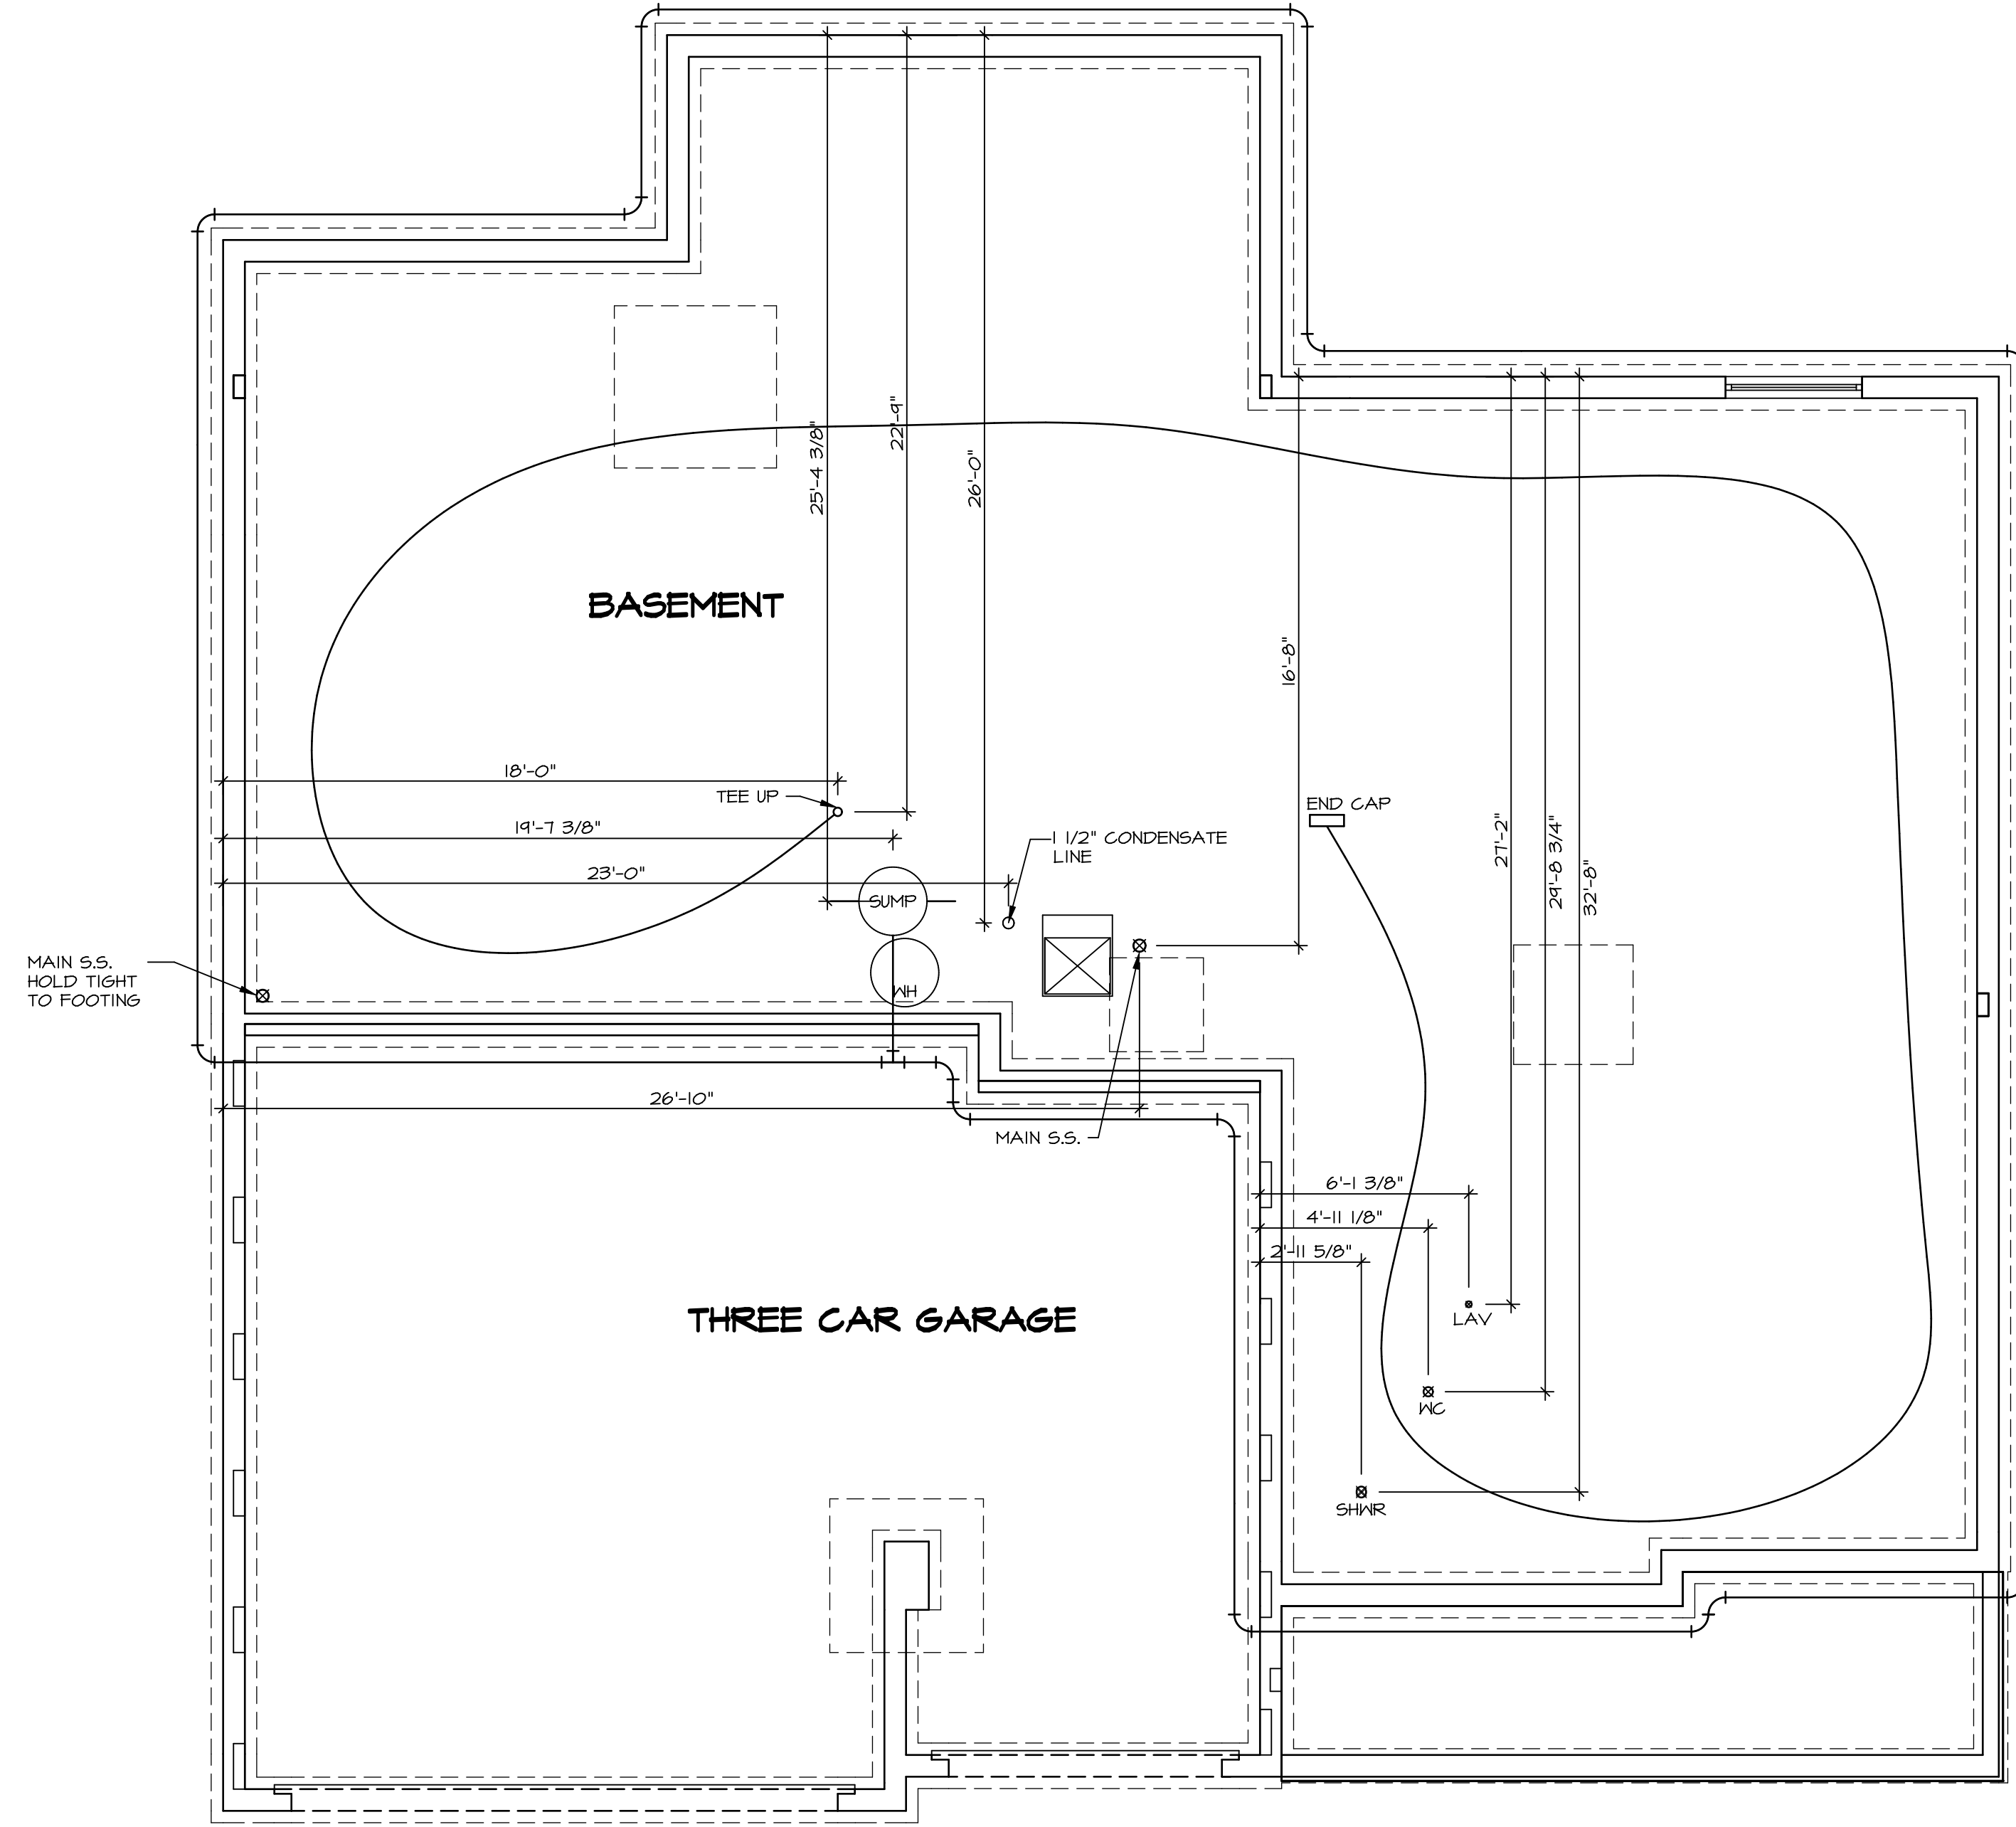 25'-4 3/8"
22'-9"
26'-0"
BASEMENT
16'-8"
18'-0"
TEE UP
END CAP
19'-7 3/8"
1 1/2" CONDENSATE
LINE
27'-2"
29'-8 3/4"
32'-8"
23'-0"
SUMP
MAIN S.S.
HOLD TIGHT
TO FOOTING
WH
26'-10"
MAIN S.S.
6'-1 3/8"
4'-11 1/8"
2'-11 5/8"
THREE CAR GARAGE
LAV
WC
SHWR